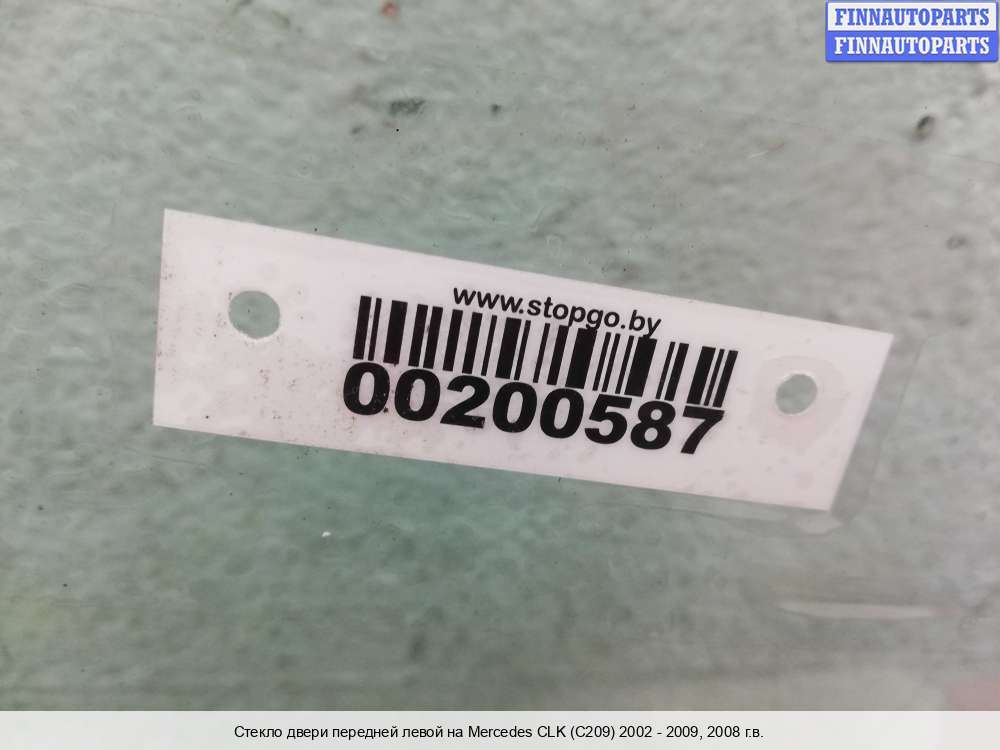 FINNAUTOPARTS
FINNAUTOPARTS
www.stopgo.by
00200587
Стекло двери передней левой на Mercedes CLK (C209) 2002 - 2009, 2008 г.в.